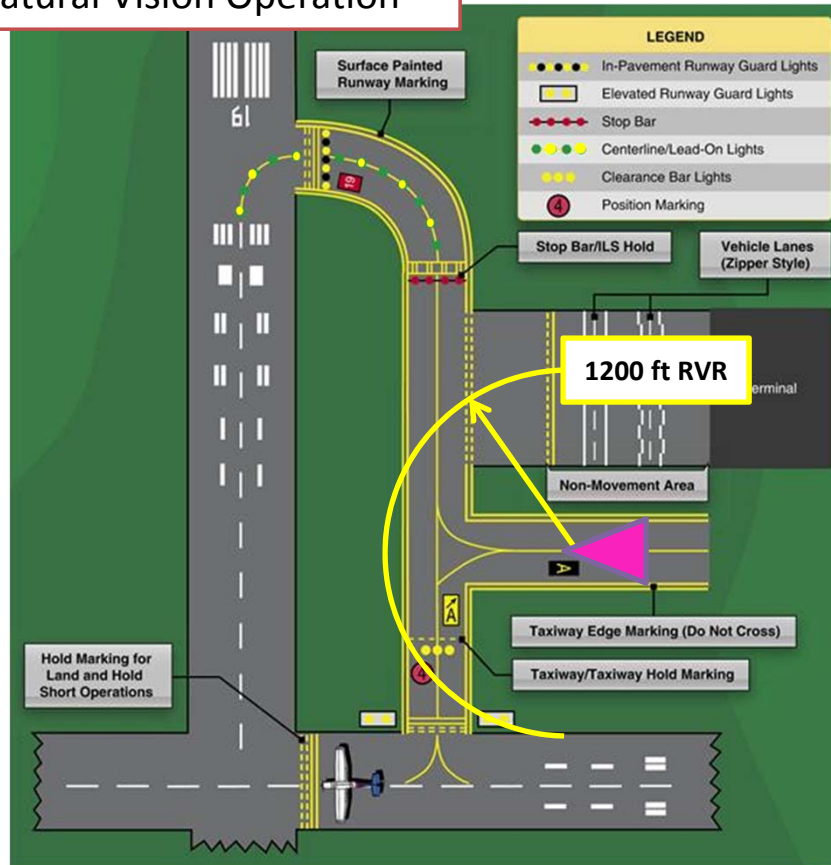 atural Vision Operation
LEGEND
In-Pavement Runway Guard Lights
Elevated Runway Guard Lights
Stop Bar
Centerline/Lead-On Lights
Clearance Bar Lights
4
Position Marking
Surface Painted
Runway Marking
19
19
Stop Bar/ILS Hold
Vehicle Lanes
(Zipper Style)
1200 ft RVR
erminal
Non-Movement Area
A
A
Taxiway Edge Marking (Do Not Cross)
Taxiway/Taxiway Hold Marking
4
Hold Marking for
Land and Hold
Short Operations